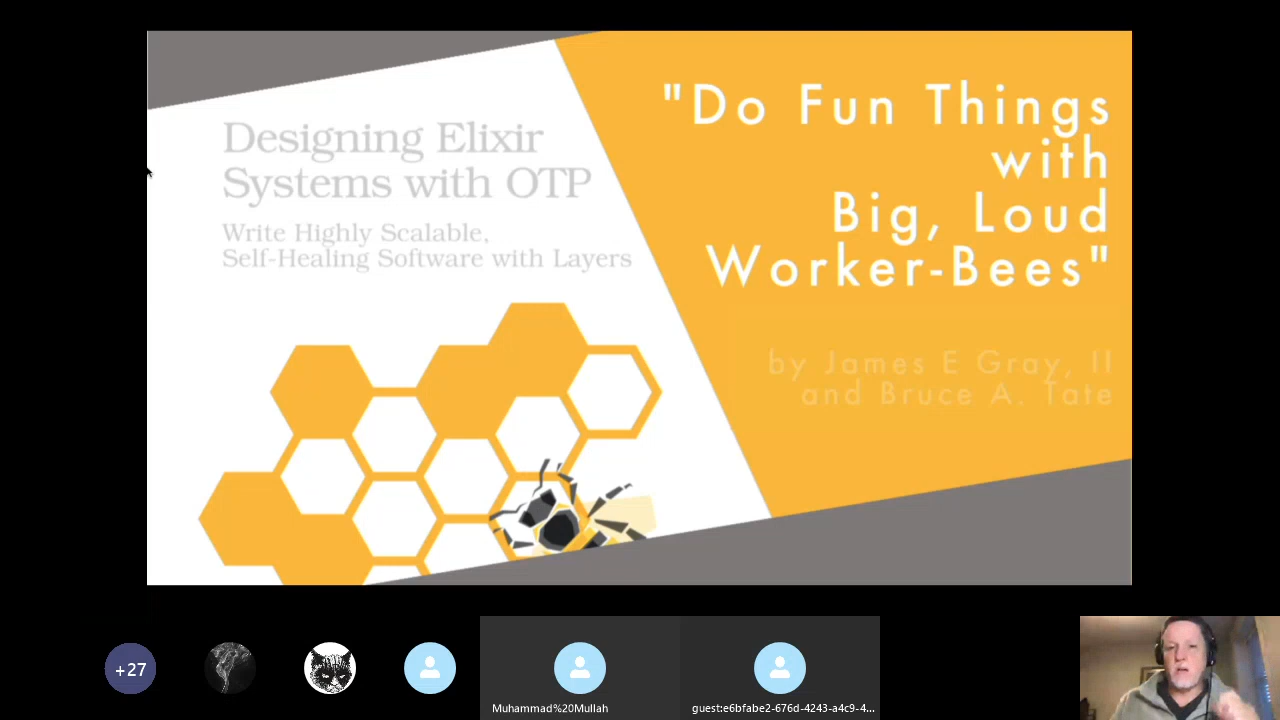 Designing Elixir
Systems with OTP
Write Highly Scalable,
Self-Healing Software with Layers
"Do Fun Things
with
Big, Loud
Worker-Bees"
by James E Gray, II
and Bruce A. Tate
+27
Muhammad%20Mullah
guest:e6bfabe2-676d-4243-a4c9-4...